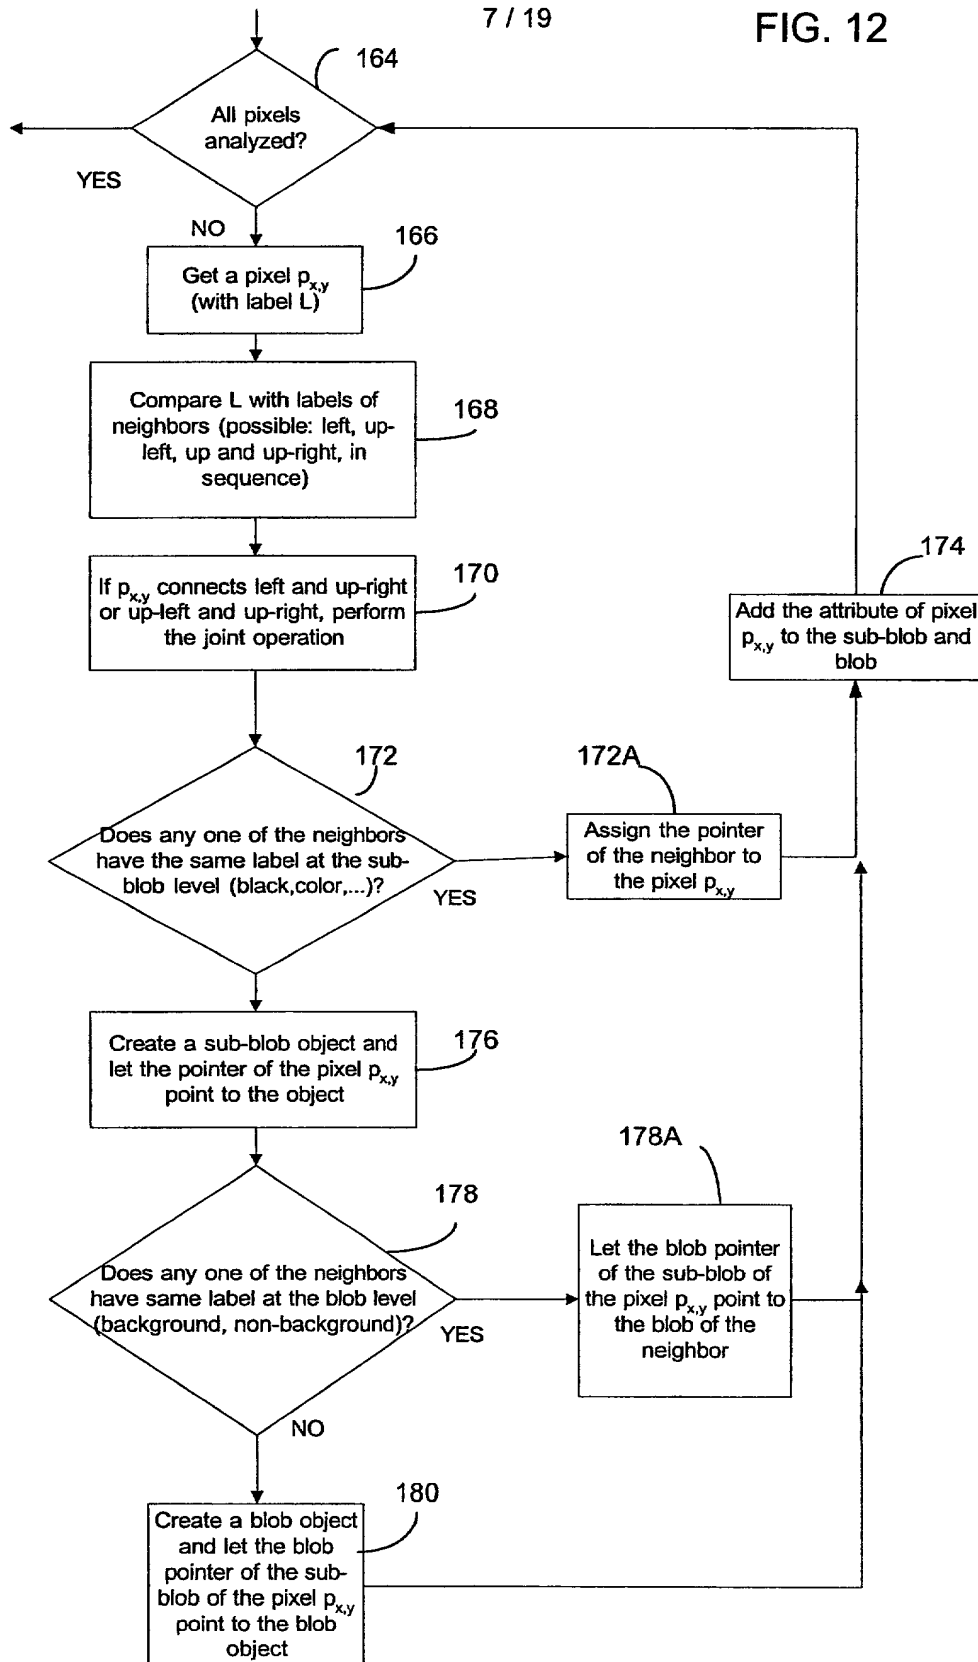 7 / 19
FIG. 12
164
All pixels
analyzed?
YES
NO
166
Get a pixel px,y
(with label L)
Compare L with labels of
neighbors (possible: left, up-
left, up and up-right, in
sequence)
168
If px,y connects left and up-right
or up-left and up-right, perform
the joint operation
170
174
Add the attribute of pixel
px,y to the sub-blob and
blob
172
Does any one of the neighbors
have the same label at the sub-
blob level (black,color,...)?
YES
172A
Assign the pointer
of the neighbor to
the pixel px,y
Create a sub-blob object and
let the pointer of the pixel px,y
point to the object
176
178
Does any one of the neighbors
have same label at the blob level
(background, non-background)?
YES
NO
178A
Let the blob pointer
of the sub-blob of
the pixel px,y point to
the blob of the
neighbor
180
Create a blob object
and let the blob
pointer of the sub-
blob of the pixel px,y
point to the blob
object